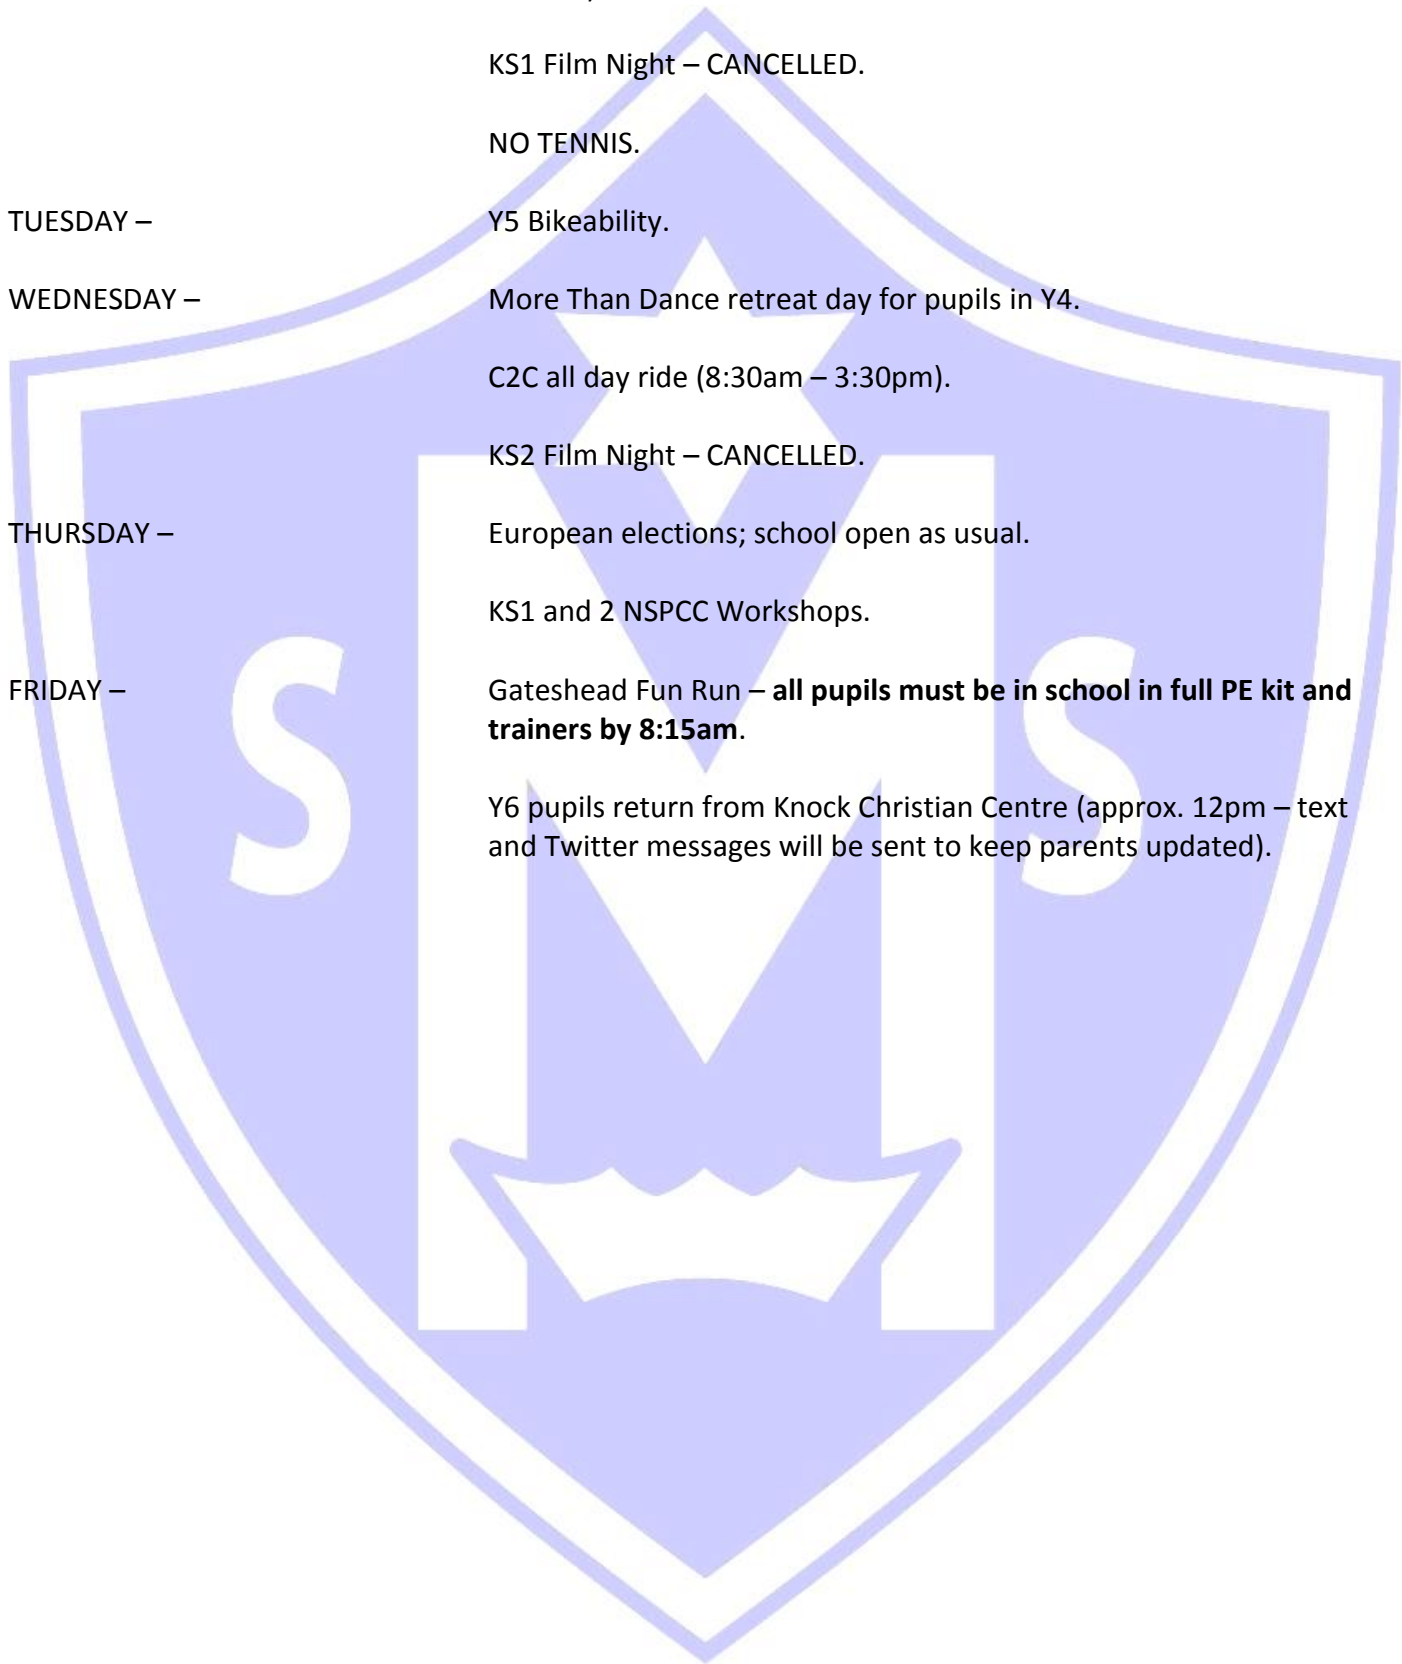 KS1 Film Night – CANCELLED.
NO TENNIS.
TUESDAY – Y5 Bikeability.
WEDNESDAY – More Than Dance retreat day for pupils in Y4.
C2C all day ride (8:30am – 3:30pm).
KS2 Film Night – CANCELLED.
THURSDAY – European elections; school open as usual.
KS1 and 2 NSPCC Workshops.
FRIDAY – Gateshead Fun Run – all pupils must be in school in full PE kit and
trainers by 8:15am.
Y6 pupils return from Knock Christian Centre (approx. 12pm – text
and Twitter messages will be sent to keep parents updated).
S M S